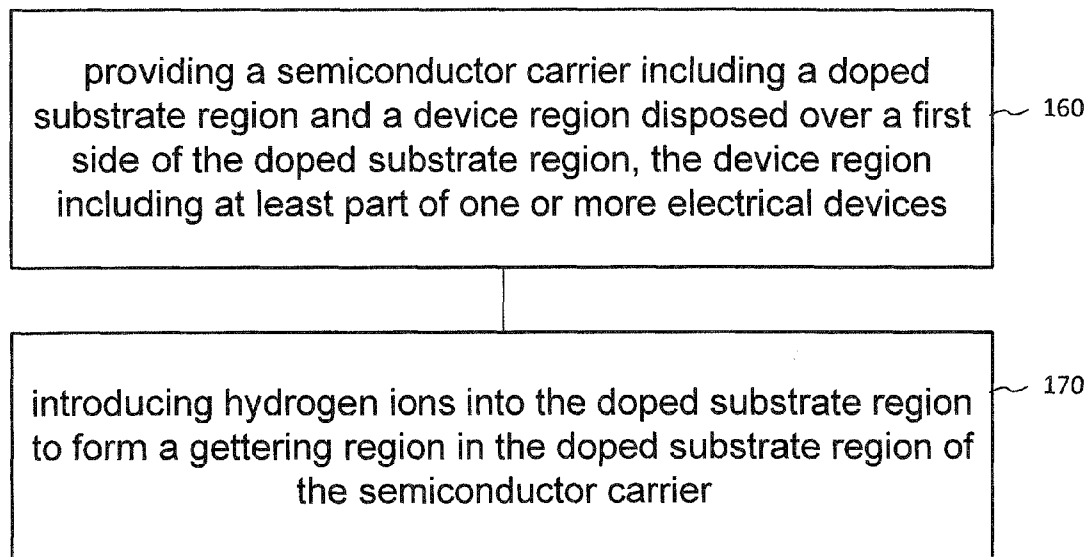 providing a semiconductor carrier including a doped
substrate region and a device region disposed over a first
side of the doped substrate region, the device region
including at least part of one or more electrical devices
160
introducing hydrogen ions into the doped substrate region
to form a gettering region in the doped substrate region of
the semiconductor carrier
170